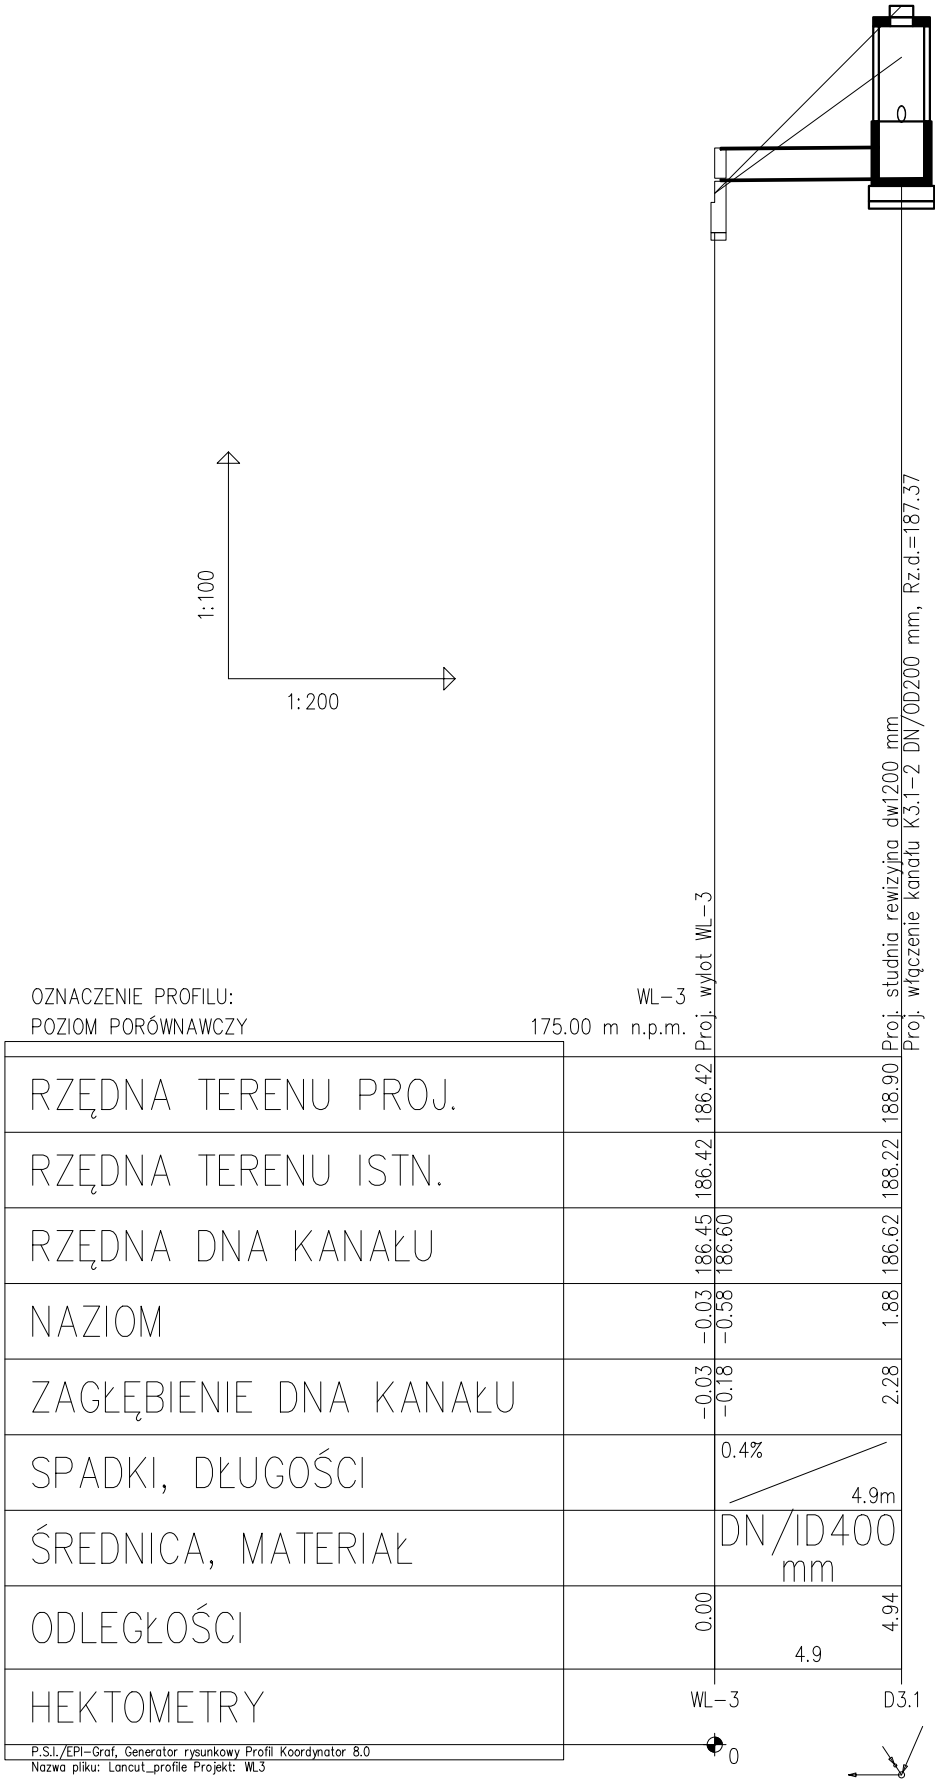 1:100
1:200
Proj. wylot WL-3
Proj. studnia rewizyjna dw1200 mm
Proj. włączenie kanału K3.1-2 DN/OD200 mm, Rz.d.=187.37
OZNACZENIE PROFILU: WL-3
POZIOM PORÓWNAWCZY 175.00 m n.p.m.
RZĘDNA TERENU PROJ. 186.42 188.90
RZĘDNA TERENU ISTN. 186.42 188.22
RZĘDNA DNA KANAŁU 186.45 186.60 186.62
NAZIOM -0.03 -0.58 1.88
ZAGŁĘBIENIE DNA KANAŁU -0.03 -0.18 2.28
SPADKI, DŁUGOŚCI 0.4% 4.9m
ŚREDNICA, MATERIAŁ DN/ID400
mm
ODLEGŁOŚCI 0.00 4.94
4.9
WL-3 D3.1
HEKTOMETRY
0
P.S.I./EPI-Graf, Generator rysunkowy Profil Koordynator 8.0
Nazwa pliku: Lancut_profile Projekt: WL3